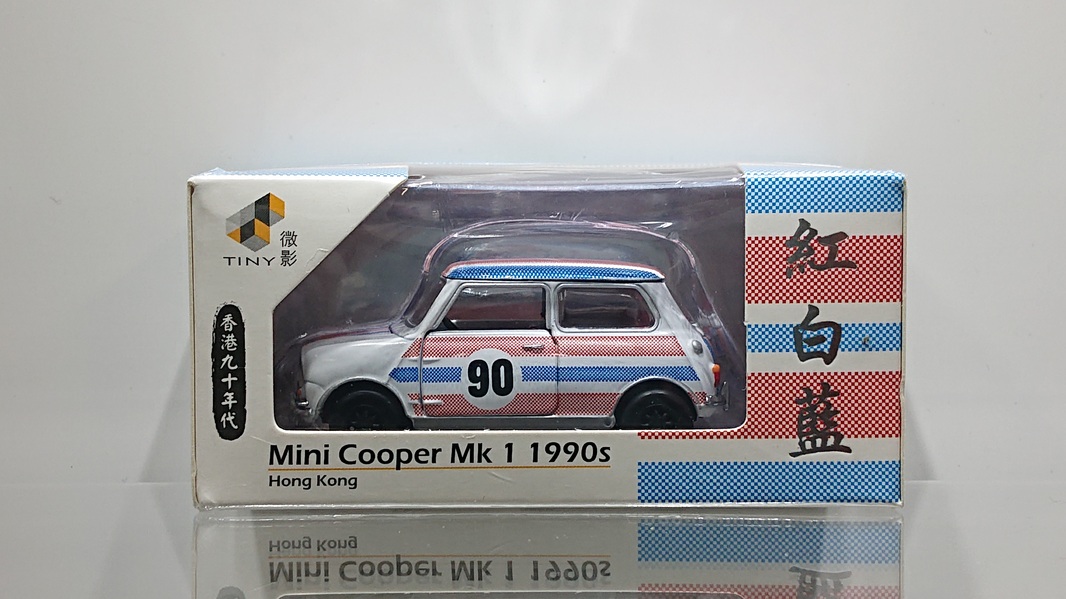 TINY 微影
香港九十年代
90
Mini Cooper Mk 1 1990s
Hong Kong
紅白藍